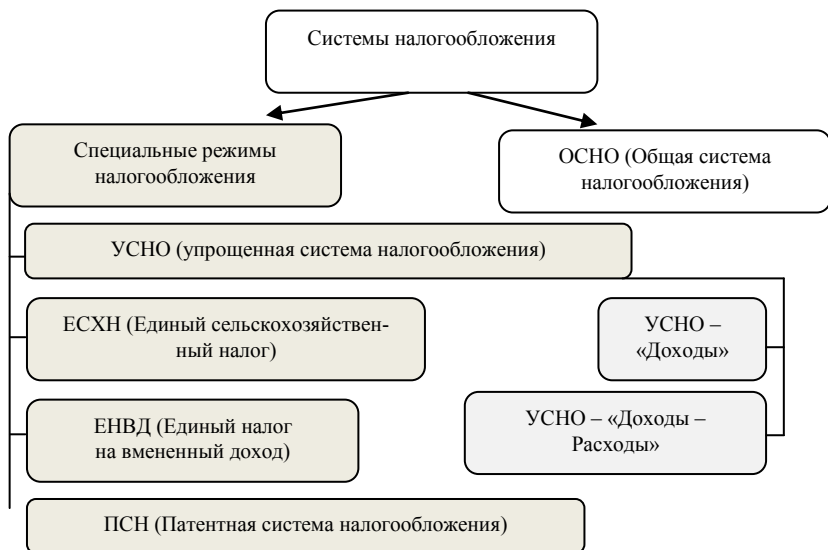 Системы налогообложения
Специальные режимы
налогообложения
ОСНО (Общая система
налогообложения)
УСНО (упрощенная система налогообложения)
ЕСХН (Единый сельскохозяйствен-
ный налог)
УСНО –
«Доходы»
ЕНВД (Единый налог
на вмененный доход)
УСНО – «Доходы –
Расходы»
ПСН (Патентная система налогообложения)